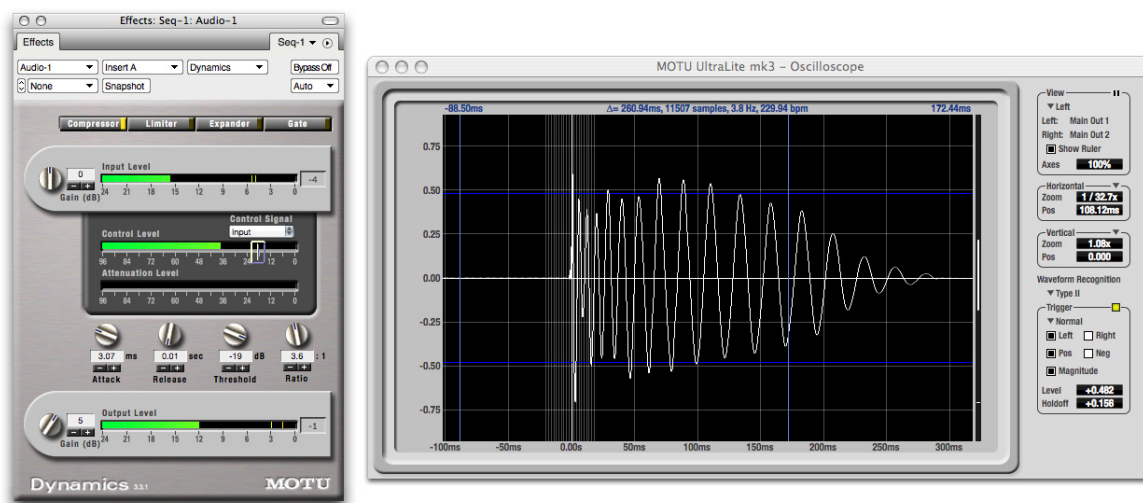 Effects: Seq-1: Audio-1
Effects
Seq-1
Audio-1
Insert A
Dynamics
Bypass Off
None
Snapshot
Auto
Compressor
Limiter
Expander
Gate
Input Level
0
Gain (dB)
24 21 18 15 12 9 6 3 0
-4
Control Signal
Input
Control Level
96 84 72 60 48 36 24 12 0
Attenuation Level
96 84 72 60 48 36 24 12 0
3.07 ms
0.01 sec
-19 dB
3.6 : 1
Attack
Release
Threshold
Ratio
Output Level
5
Gain (dB)
24 21 18 15 12 9 6 3 0
-1
Dynamics 3.3.1
MOTU
MOTU UltraLite mk3 – Oscilloscope
-88.50ms
Δ= 260.94ms, 11507 samples, 3.8 Hz, 229.94 bpm
172.44ms
0.75
0.50
0.25
0.00
-0.25
-0.50
-0.75
-100ms -50ms 0.00s 50ms 100ms 150ms 200ms 250ms 300ms
View
Left
Left: Main Out 1
Right: Main Out 2
Show Ruler
Axes 100%
Horizontal
Zoom 1 / 32.7x
Pos 108.12ms
Vertical
Zoom 1.08x
Pos 0.000
Waveform Recognition
Type II
Trigger
Normal
Left Right
Pos Neg
Magnitude
Level +0.482
Holdoff +0.156